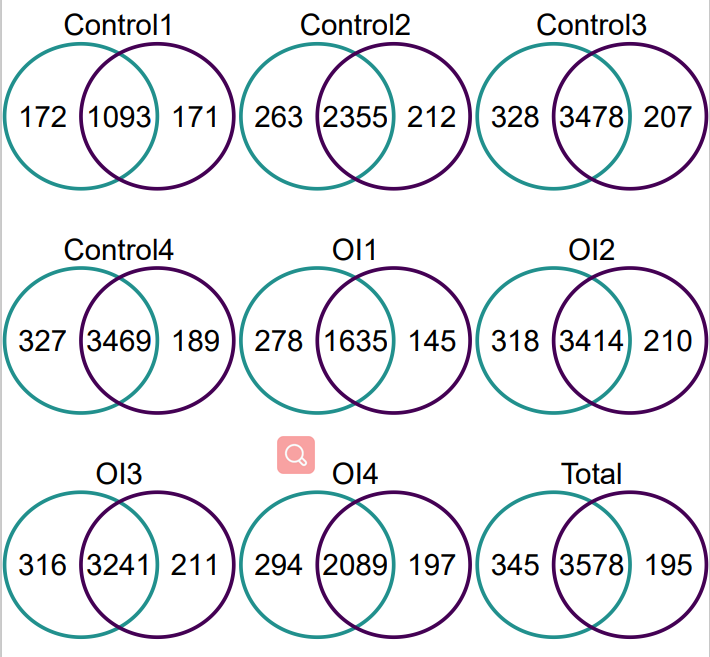 Control1 Control2 Control3
172 1093 171 263 2355 212 328 3478 207
Control4 OI1 OI2
327 3469 189 278 1635 145 318 3414 210
OI3 OI4 Total
316 3241 211 294 2089 197 345 3578 195